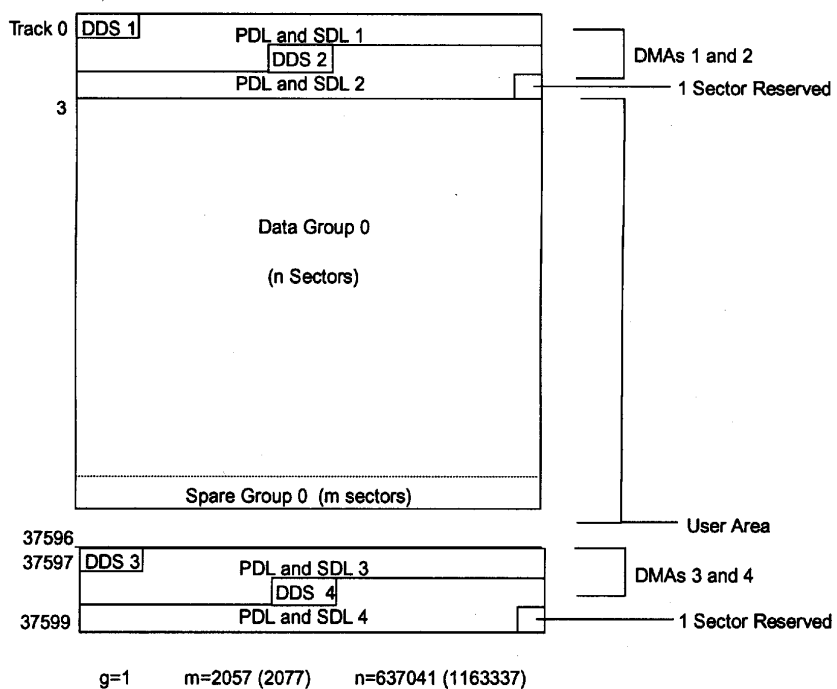 Track 0 DDS 1 PDL and SDL 1
DDS 2 DMAs 1 and 2
PDL and SDL 2 1 Sector Reserved
3
Data Group 0
(n Sectors)
Spare Group 0 (m sectors)
User Area
37596
37597 DDS 3 PDL and SDL 3 DMAs 3 and 4
DDS 4
37599 PDL and SDL 4 1 Sector Reserved
g=1 m=2057 (2077) n=637041 (1163337)